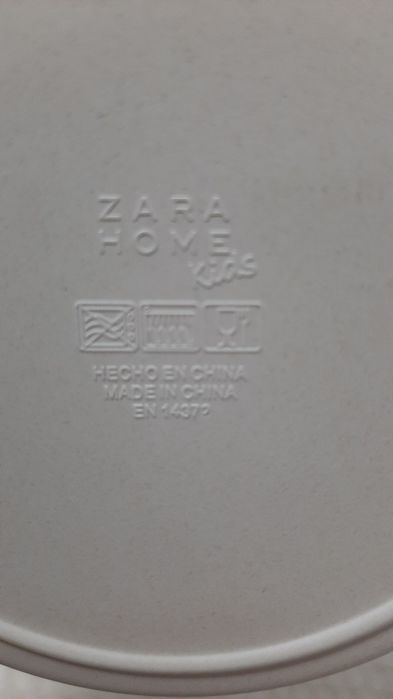 ZARA
HOME
Kids
HECHO EN CHINA
MADE IN CHINA
EN 14372